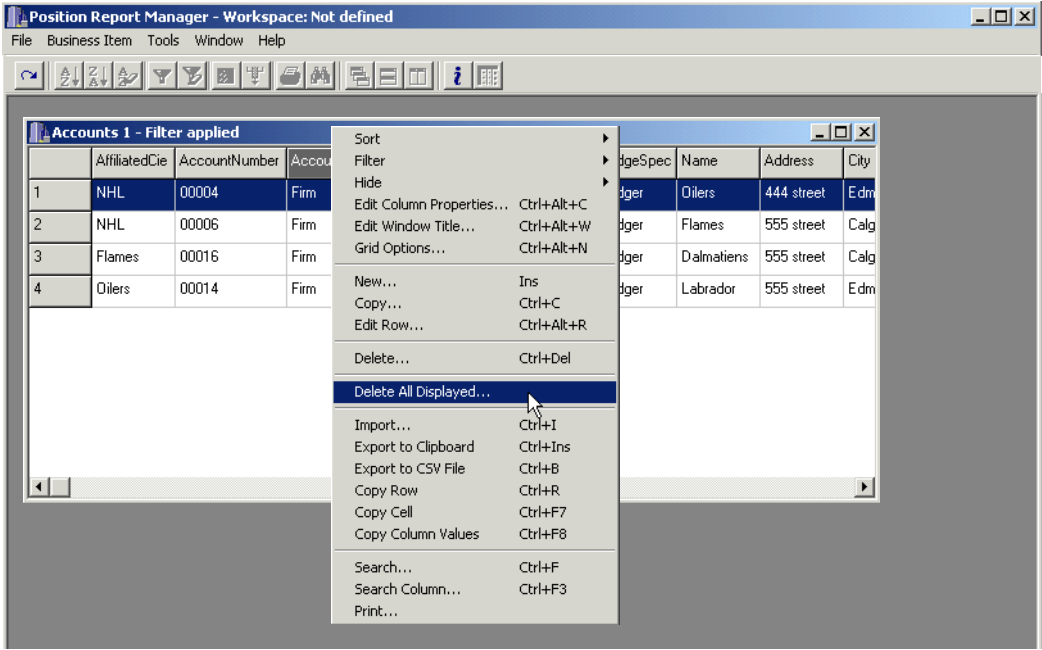 Position Report Manager - Workspace: Not defined
File Business Item Tools Window Help
Accounts 1 - Filter applied
AffiliatedCie AccountNumber Accou dgeSpec Name Address City
1 NHL 00004 Firm dger Oilers 444 street Edm
2 NHL 00006 Firm dger Flames 555 street Calg
3 Flames 00016 Firm dger Dalmatiens 555 street Calg
4 Oilers 00014 Firm dger Labrador 555 street Edm
Sort
Filter
Hide
Edit Column Properties... Ctrl+Alt+C
Edit Window Title... Ctrl+Alt+W
Grid Options... Ctrl+Alt+N
New... Ins
Copy... Ctrl+C
Edit Row... Ctrl+Alt+R
Delete... Ctrl+Del
Delete All Displayed...
Import... Ctrl+I
Export to Clipboard Ctrl+Ins
Export to CSV File Ctrl+B
Copy Row Ctrl+R
Copy Cell Ctrl+F7
Copy Column Values Ctrl+F8
Search... Ctrl+F
Search Column... Ctrl+F3
Print...